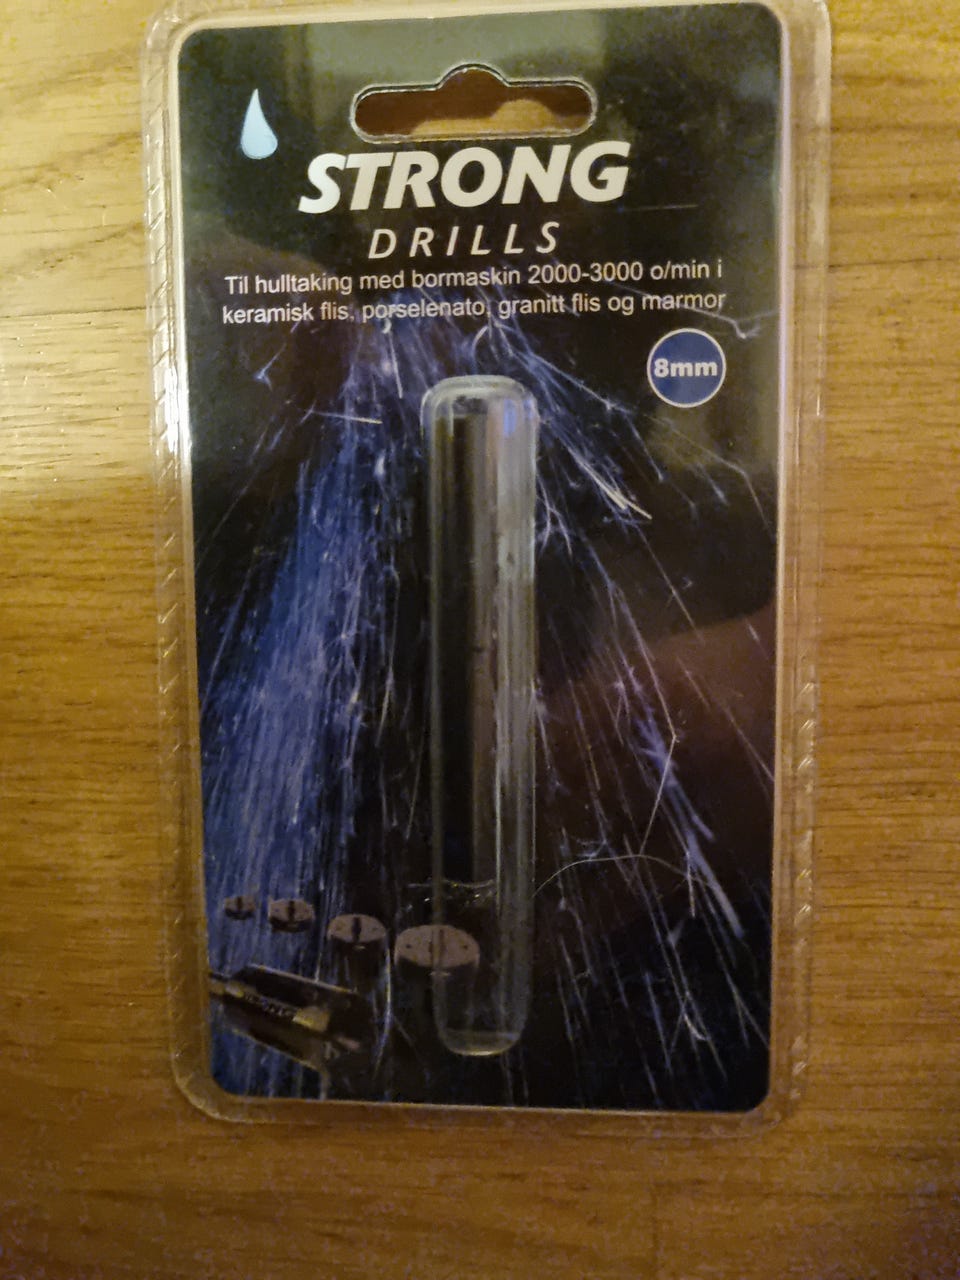 STRONG
DRILLS
Til hulltaking med bormaskin 2000-3000 o/min i
keramisk flis, porselenato, granitt flis og marmor
8mm